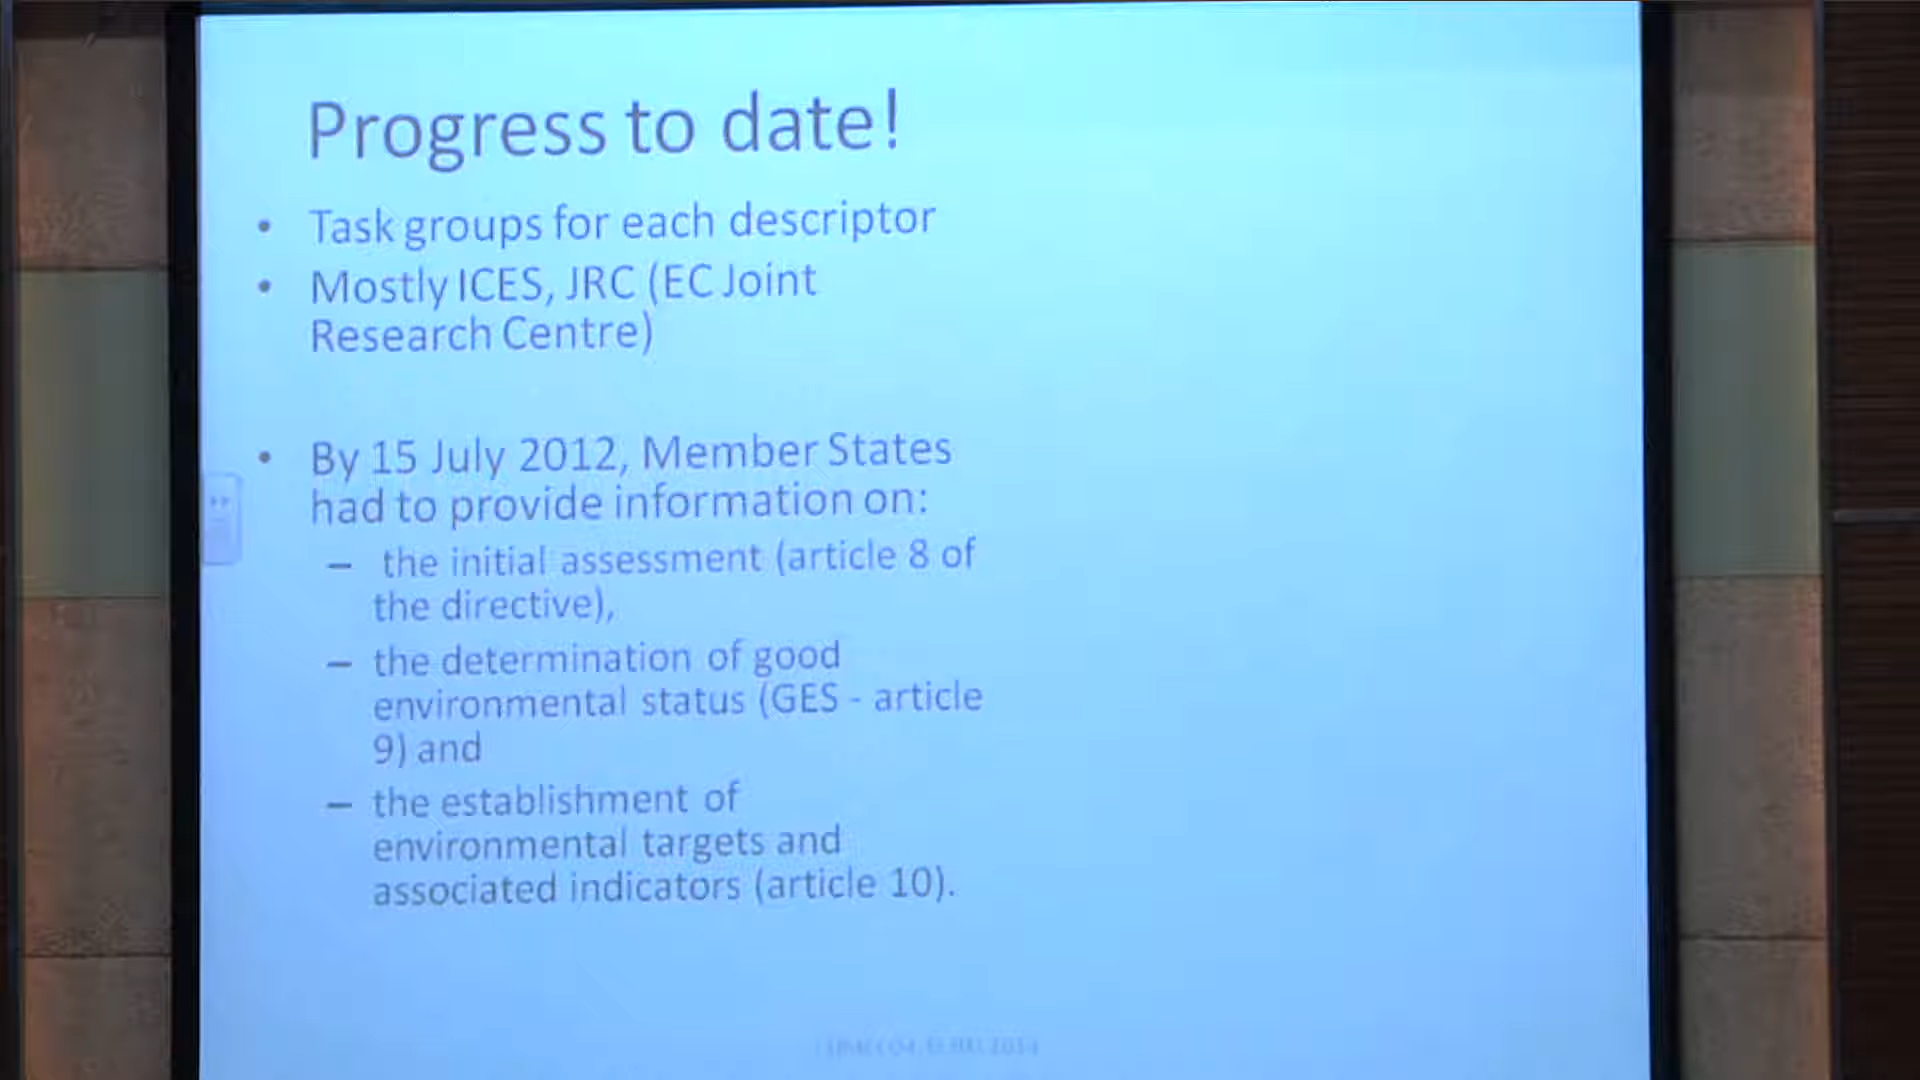 Progress to date!
• Task groups for each descriptor
• Mostly ICES, JRC (EC Joint
Research Centre)
• By 15 July 2012, Member States
had to provide information on:
– the initial assessment (article 8 of
the directive),
– the determination of good
environmental status (GES - article
9) and
– the establishment of
environmental targets and
associated indicators (article 10).